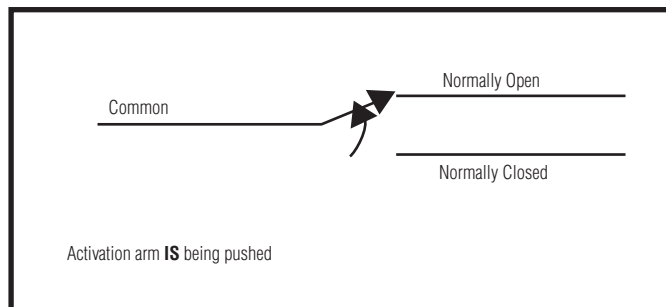 Normally Open
Common
Normally Closed
Activation arm IS being pushed